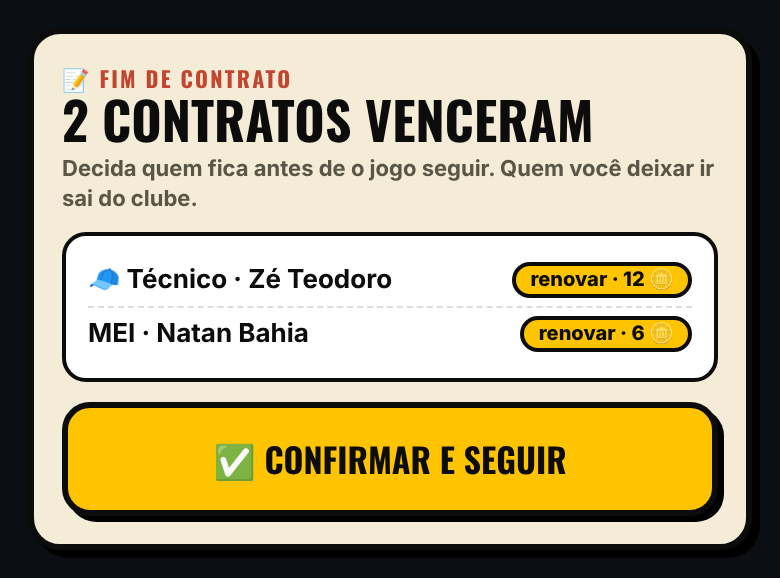 📝 FIM DE CONTRATO
2 CONTRATOS VENCERAM
Decida quem fica antes de o jogo seguir. Quem você deixar ir
sai do clube.
🧢 Técnico · Zé Teodoro
renovar · 12 🪙
MEI · Natan Bahia
renovar · 6 🪙
✅ CONFIRMAR E SEGUIR